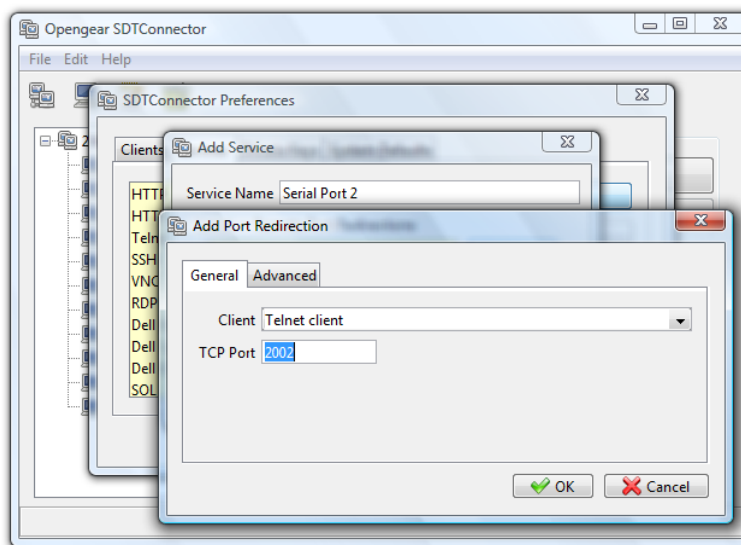 Opengear SDTConnector
File Edit Help
SDTConnector Preferences
2
Clients
Add Service
HTTP
HTT
Teln
SSH
VNC
RDP
Dell
Dell
Dell
SOL
Service Name Serial Port 2
Add Port Redirection
General Advanced
Client Telnet client
TCP Port 2002
OK Cancel